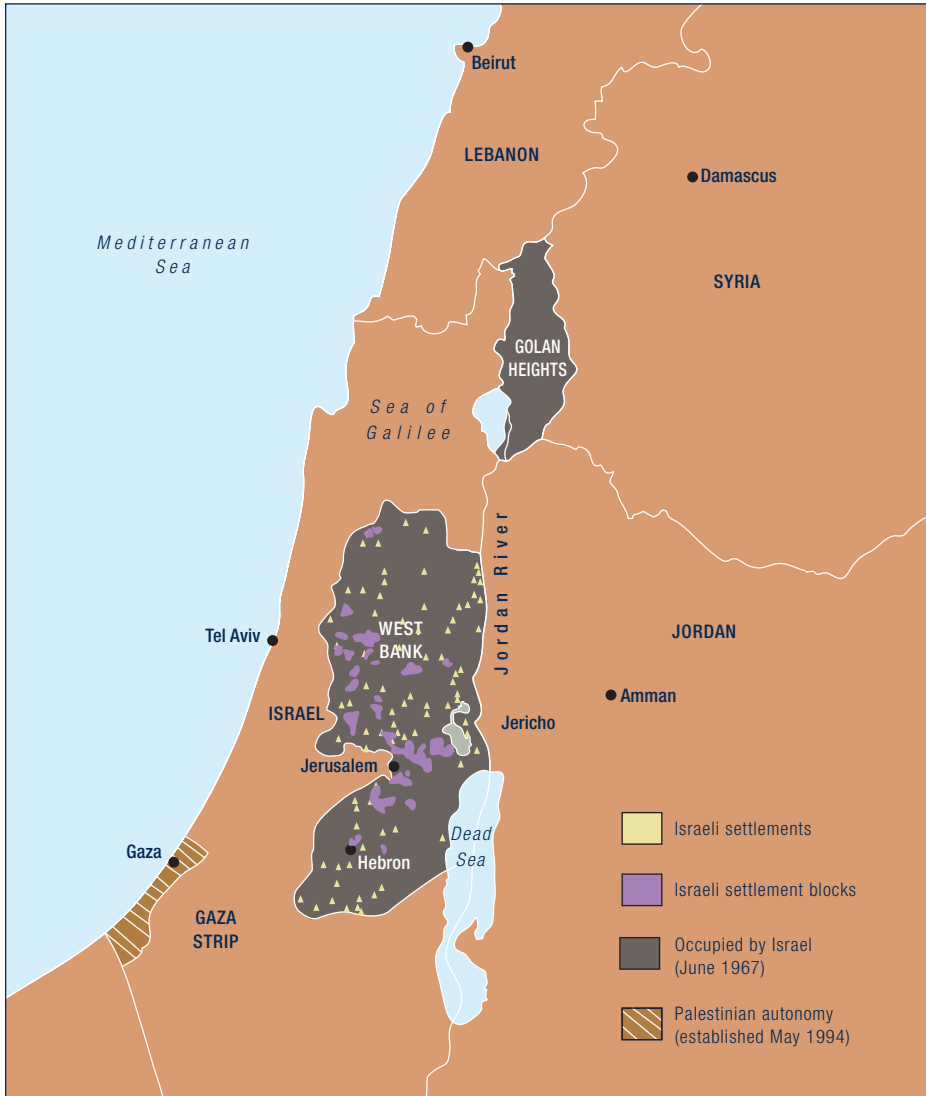 Beirut
LEBANON
Damascus
Mediterranean
Sea
SYRIA
GOLAN
HEIGHTS
Sea of
Galilee
Jordan River
WEST
BANK
Tel Aviv
JORDAN
Amman
ISRAEL
Jericho
Jerusalem
Dead
Sea
Gaza
Hebron
GAZA
STRIP
Israeli settlements
Israeli settlement blocks
Occupied by Israel
(June 1967)
Palestinian autonomy
(established May 1994)